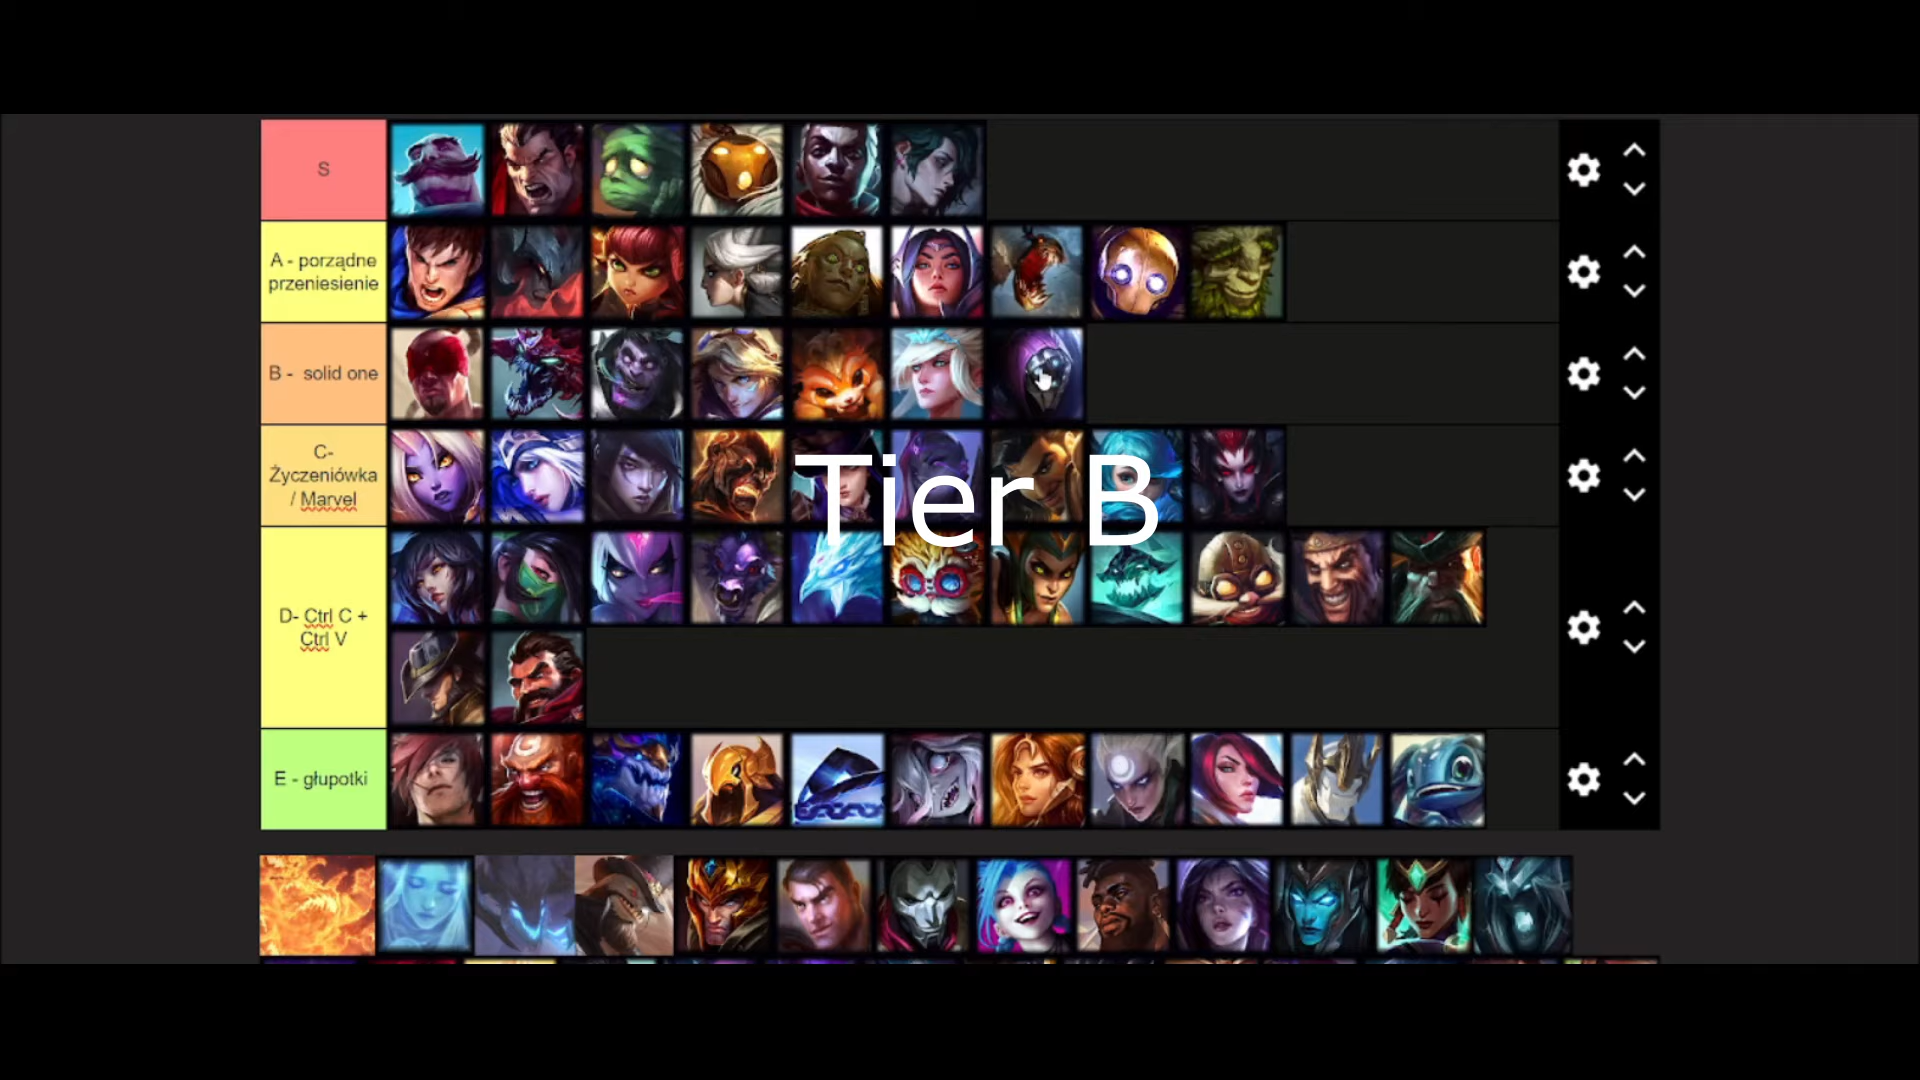 S
A - porządne
przeniesienie
B - solid one
C-
Życzeniówka
/ Marvel
Tier B
D- Ctrl C +
Ctrl V
E - głupotki